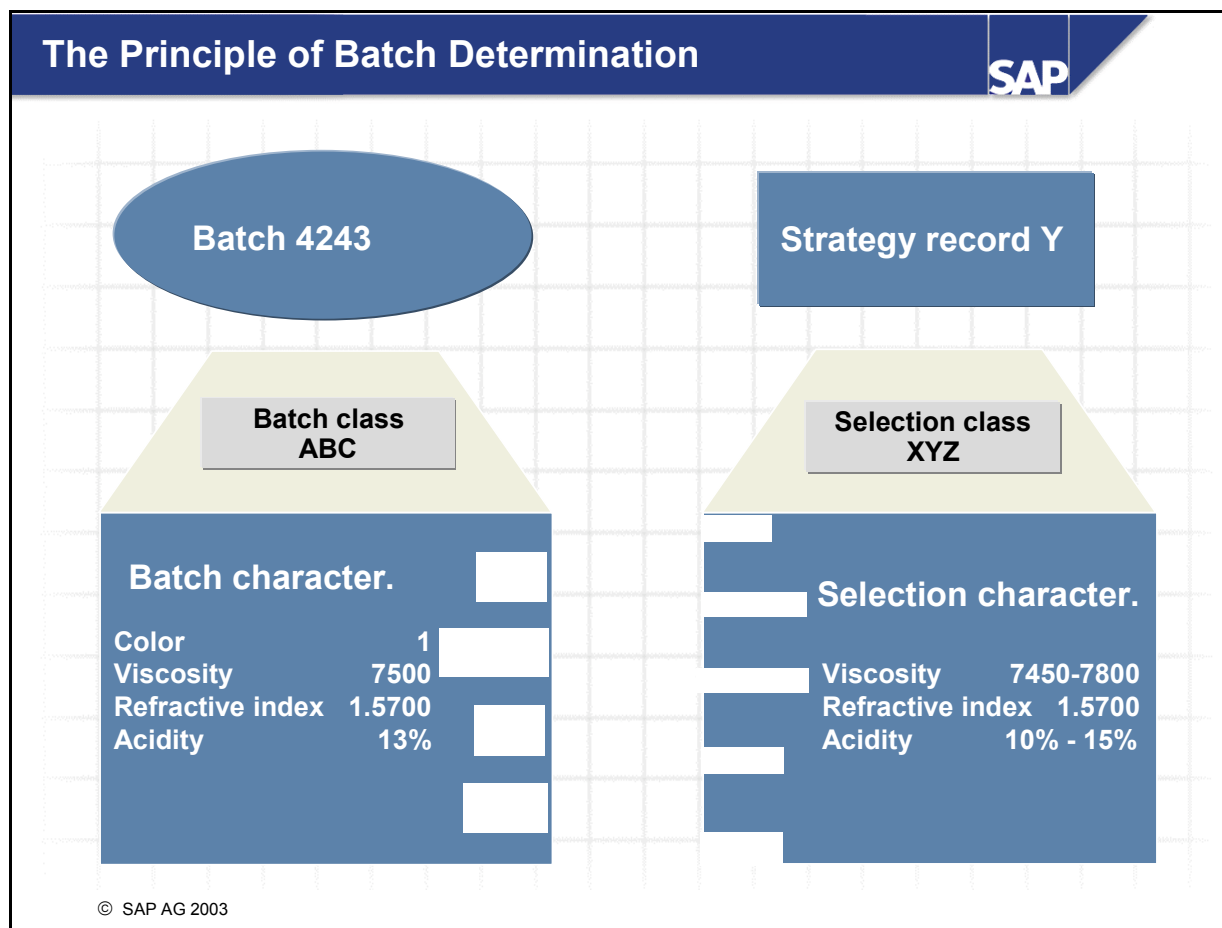 The Principle of Batch Determination
SAP
Batch 4243
Strategy record Y
Batch class
ABC
Selection class
XYZ
Batch character.
Color 1
Viscosity 7500
Refractive index 1.5700
Acidity 13%
Selection character.
Viscosity 7450-7800
Refractive index 1.5700
Acidity 10% - 15%
© SAP AG 2003